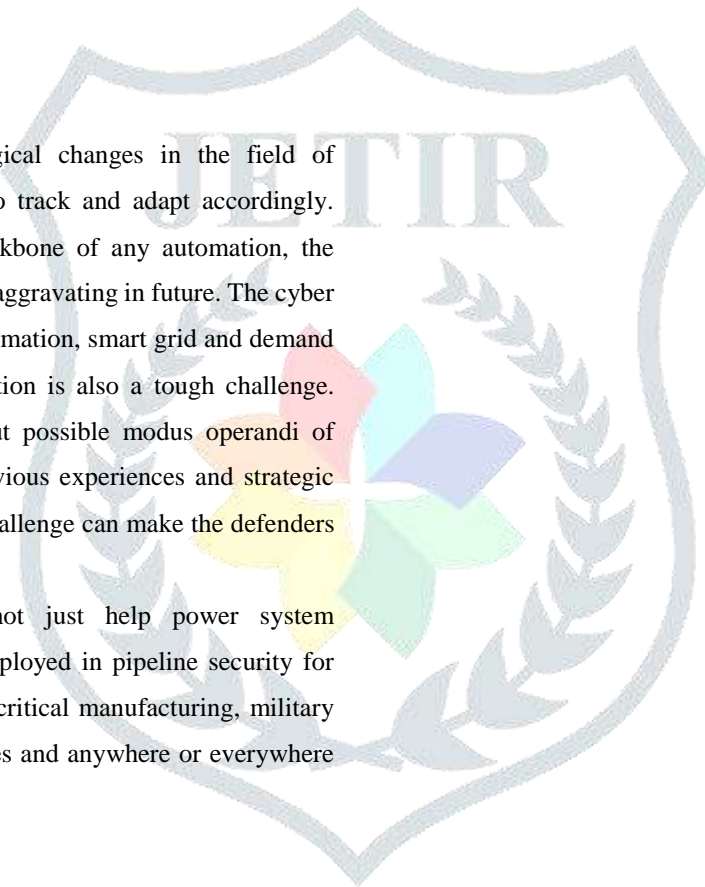 JETIR
gical changes in the field of
o track and adapt accordingly.
kbone of any automation, the
aggravating in future. The cyber
mation, smart grid and demand
tion is also a tough challenge.
ut possible modus operandi of
vious experiences and strategic
allenge can make the defenders
not just help power system
ployed in pipeline security for
critical manufacturing, military
es and anywhere or everywhere